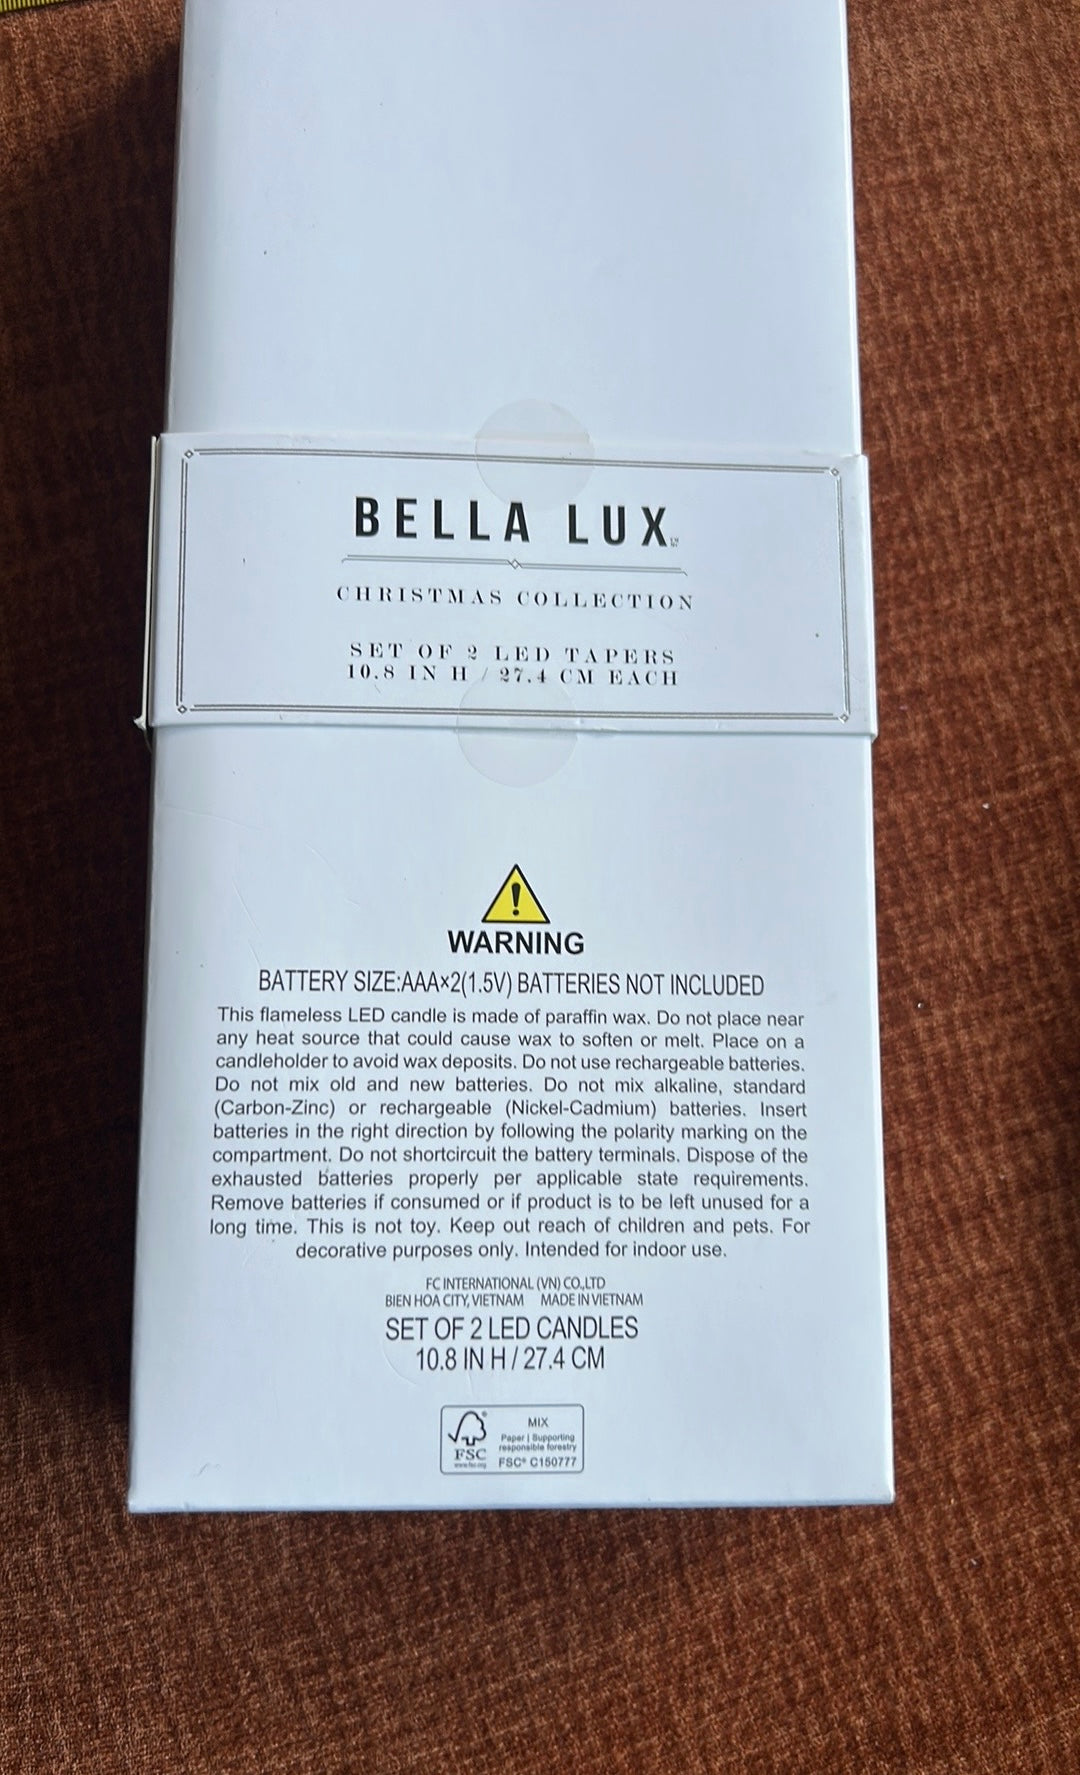 BELLA LUX
CHRISTMAS COLLECTION
SET OF 2 LED TAPERS
10.8 IN H / 27.4 CM EACH
WARNING
BATTERY SIZE:AAA×2(1.5V) BATTERIES NOT INCLUDED
This flameless LED candle is made of paraffin wax. Do not place near
any heat source that could cause wax to soften or melt. Place on a
candleholder to avoid wax deposits. Do not use rechargeable batteries.
Do not mix old and new batteries. Do not mix alkaline, standard
(Carbon-Zinc) or rechargeable (Nickel-Cadmium) batteries. Insert
batteries in the right direction by following the polarity marking on the
compartment. Do not shortcircuit the battery terminals. Dispose of the
exhausted batteries properly per applicable state requirements.
Remove batteries if consumed or if product is to be left unused for a
long time. This is not toy. Keep out reach of children and pets. For
decorative purposes only. Intended for indoor use.
FC INTERNATIONAL (VN) CO.,LTD
BIEN HOA CITY, VIETNAM MADE IN VIETNAM
SET OF 2 LED CANDLES
10.8 IN H / 27.4 CM
FSC
www.fsc.org
MIX
Paper | Supporting
responsible forestry
FSC® C150777